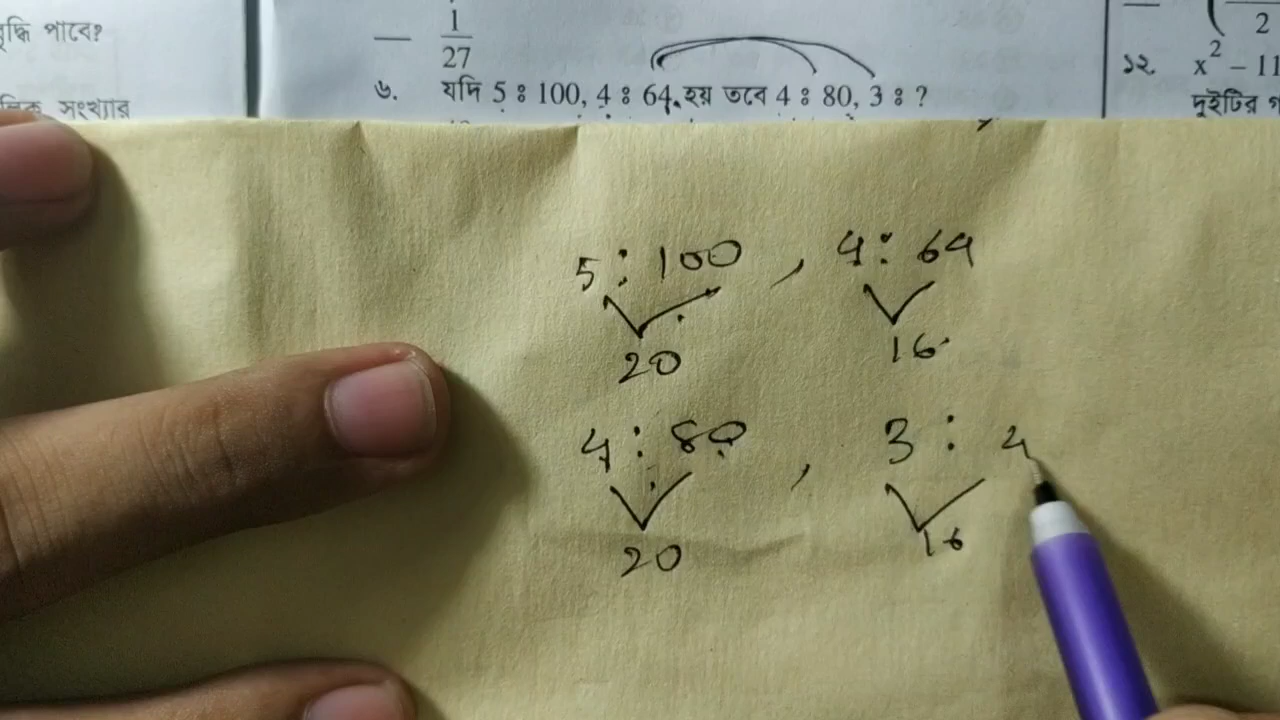 বৃদ্ধি পাবে?
সংখ্যার
— 1/27
৬. যদি 5 ঃ 100, 4 ঃ 64 হয় তবে 4 ঃ 80, 3 ঃ ?
2
১২. x² − 11
দুইটির
5 : 100 , 4 : 64
20 16
4 : 80 , 3 : 4
20 16